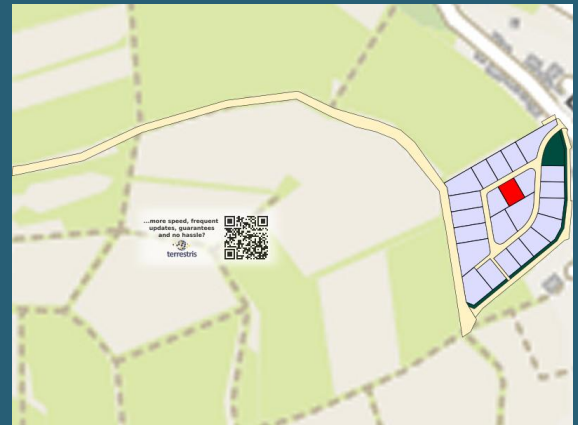 ...more speed, frequent
updates, guarantees
and no hassle?
terrestris